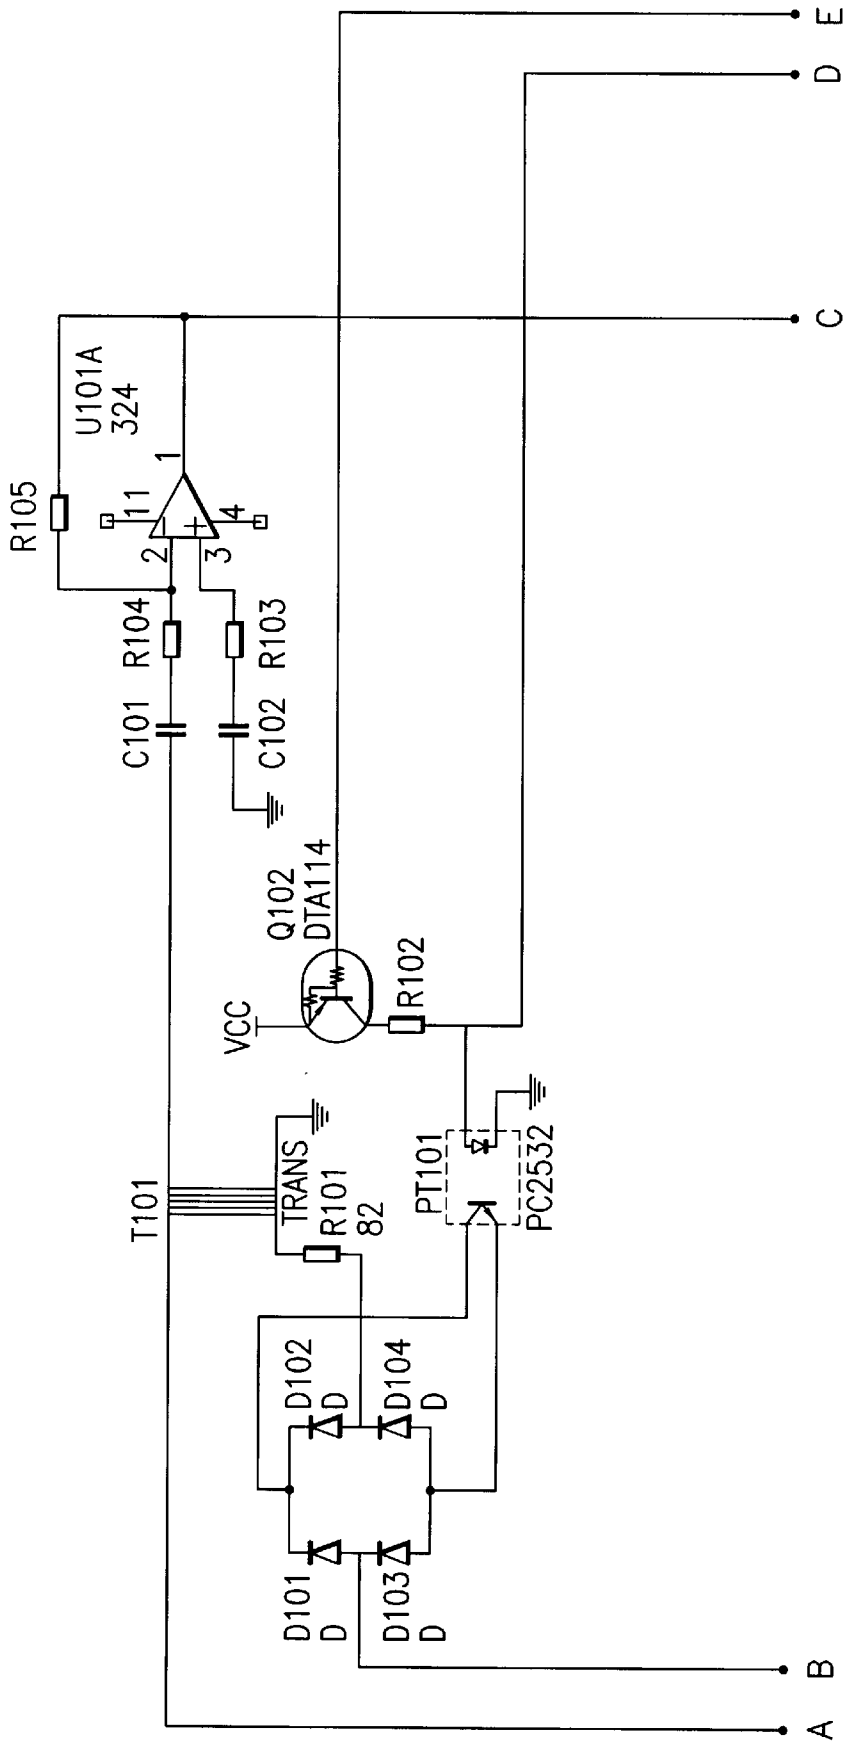 E
D
C
B
A
R105
U101A
324
1
11
4
2
3
R104
R103
C101
C102
Q102
DTA114
VCC
R102
T101
TRANS
R101
82
PT101
PC2532
D102
D
D104
D
D101
D
D103
D